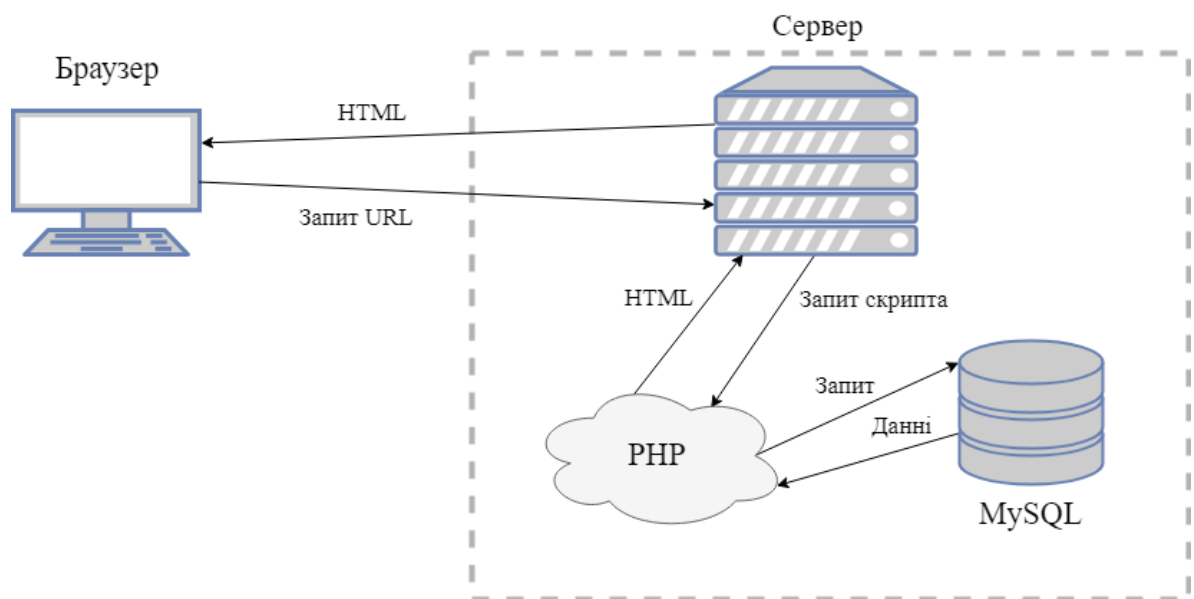 Сервер
Браузер
HTML
Запит URL
HTML
Запит скрипта
Запит
Данні
PHP
MySQL